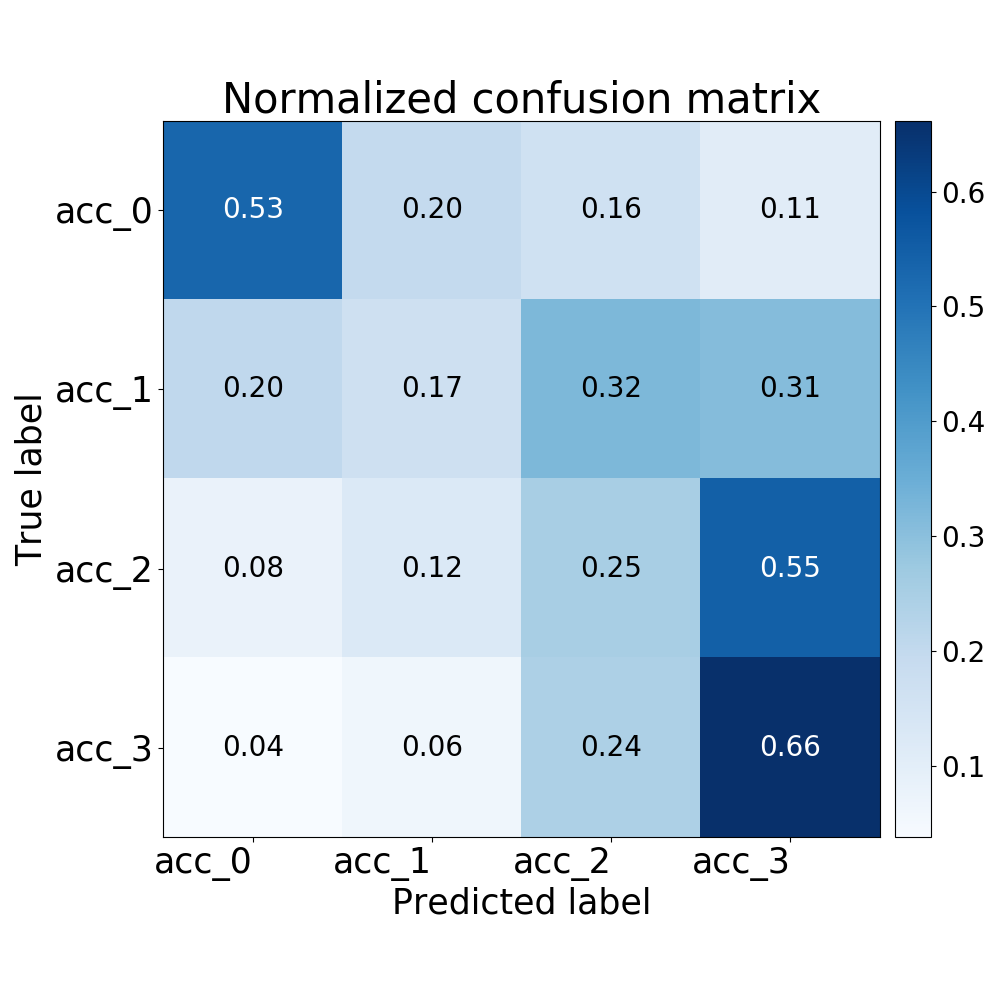 Normalized confusion matrix
acc_0 0.53 0.20 0.16 0.11
acc_1 0.20 0.17 0.32 0.31
acc_2 0.08 0.12 0.25 0.55
acc_3 0.04 0.06 0.24 0.66
acc_0 acc_1 acc_2 acc_3
Predicted label
True label
0.6
0.5
0.4
0.3
0.2
0.1